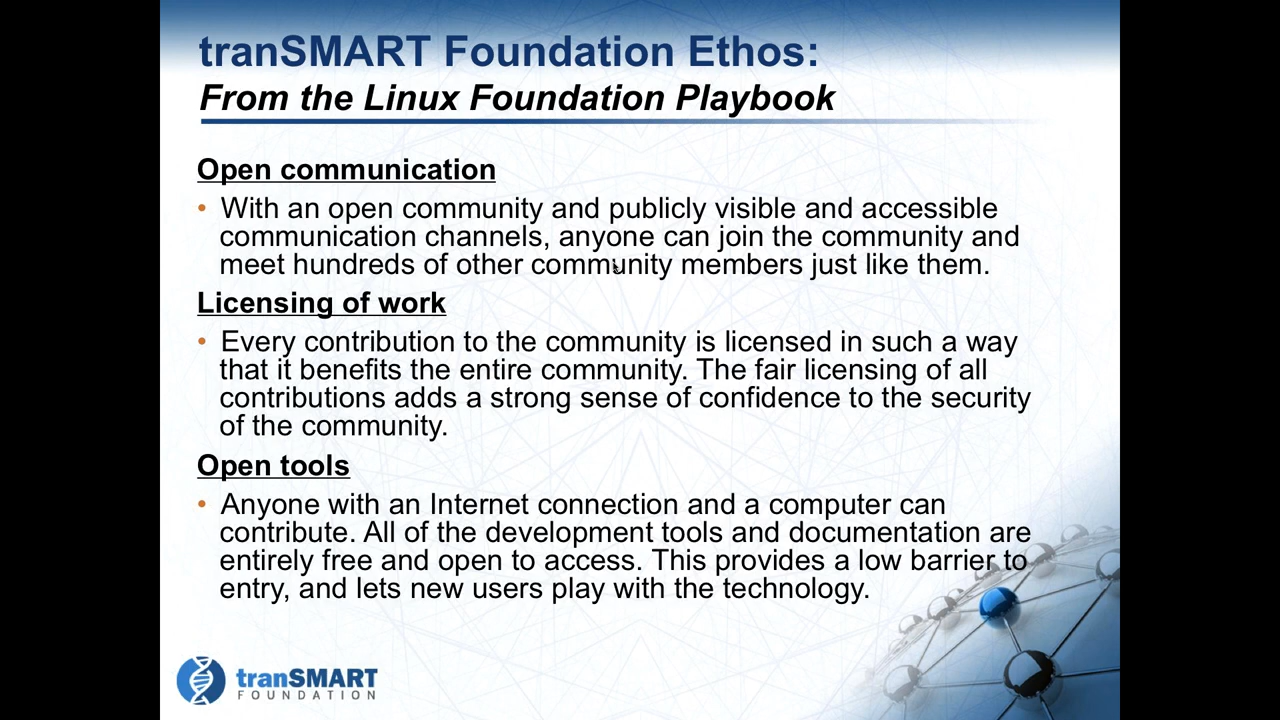 tranSMART Foundation Ethos:
From the Linux Foundation Playbook
Open communication
• With an open community and publicly visible and accessible
communication channels, anyone can join the community and
meet hundreds of other community members just like them.
Licensing of work
• Every contribution to the community is licensed in such a way
that it benefits the entire community. The fair licensing of all
contributions adds a strong sense of confidence to the security
of the community.
Open tools
• Anyone with an Internet connection and a computer can
contribute. All of the development tools and documentation are
entirely free and open to access. This provides a low barrier to
entry, and lets new users play with the technology.
tranSMART
FOUNDATION